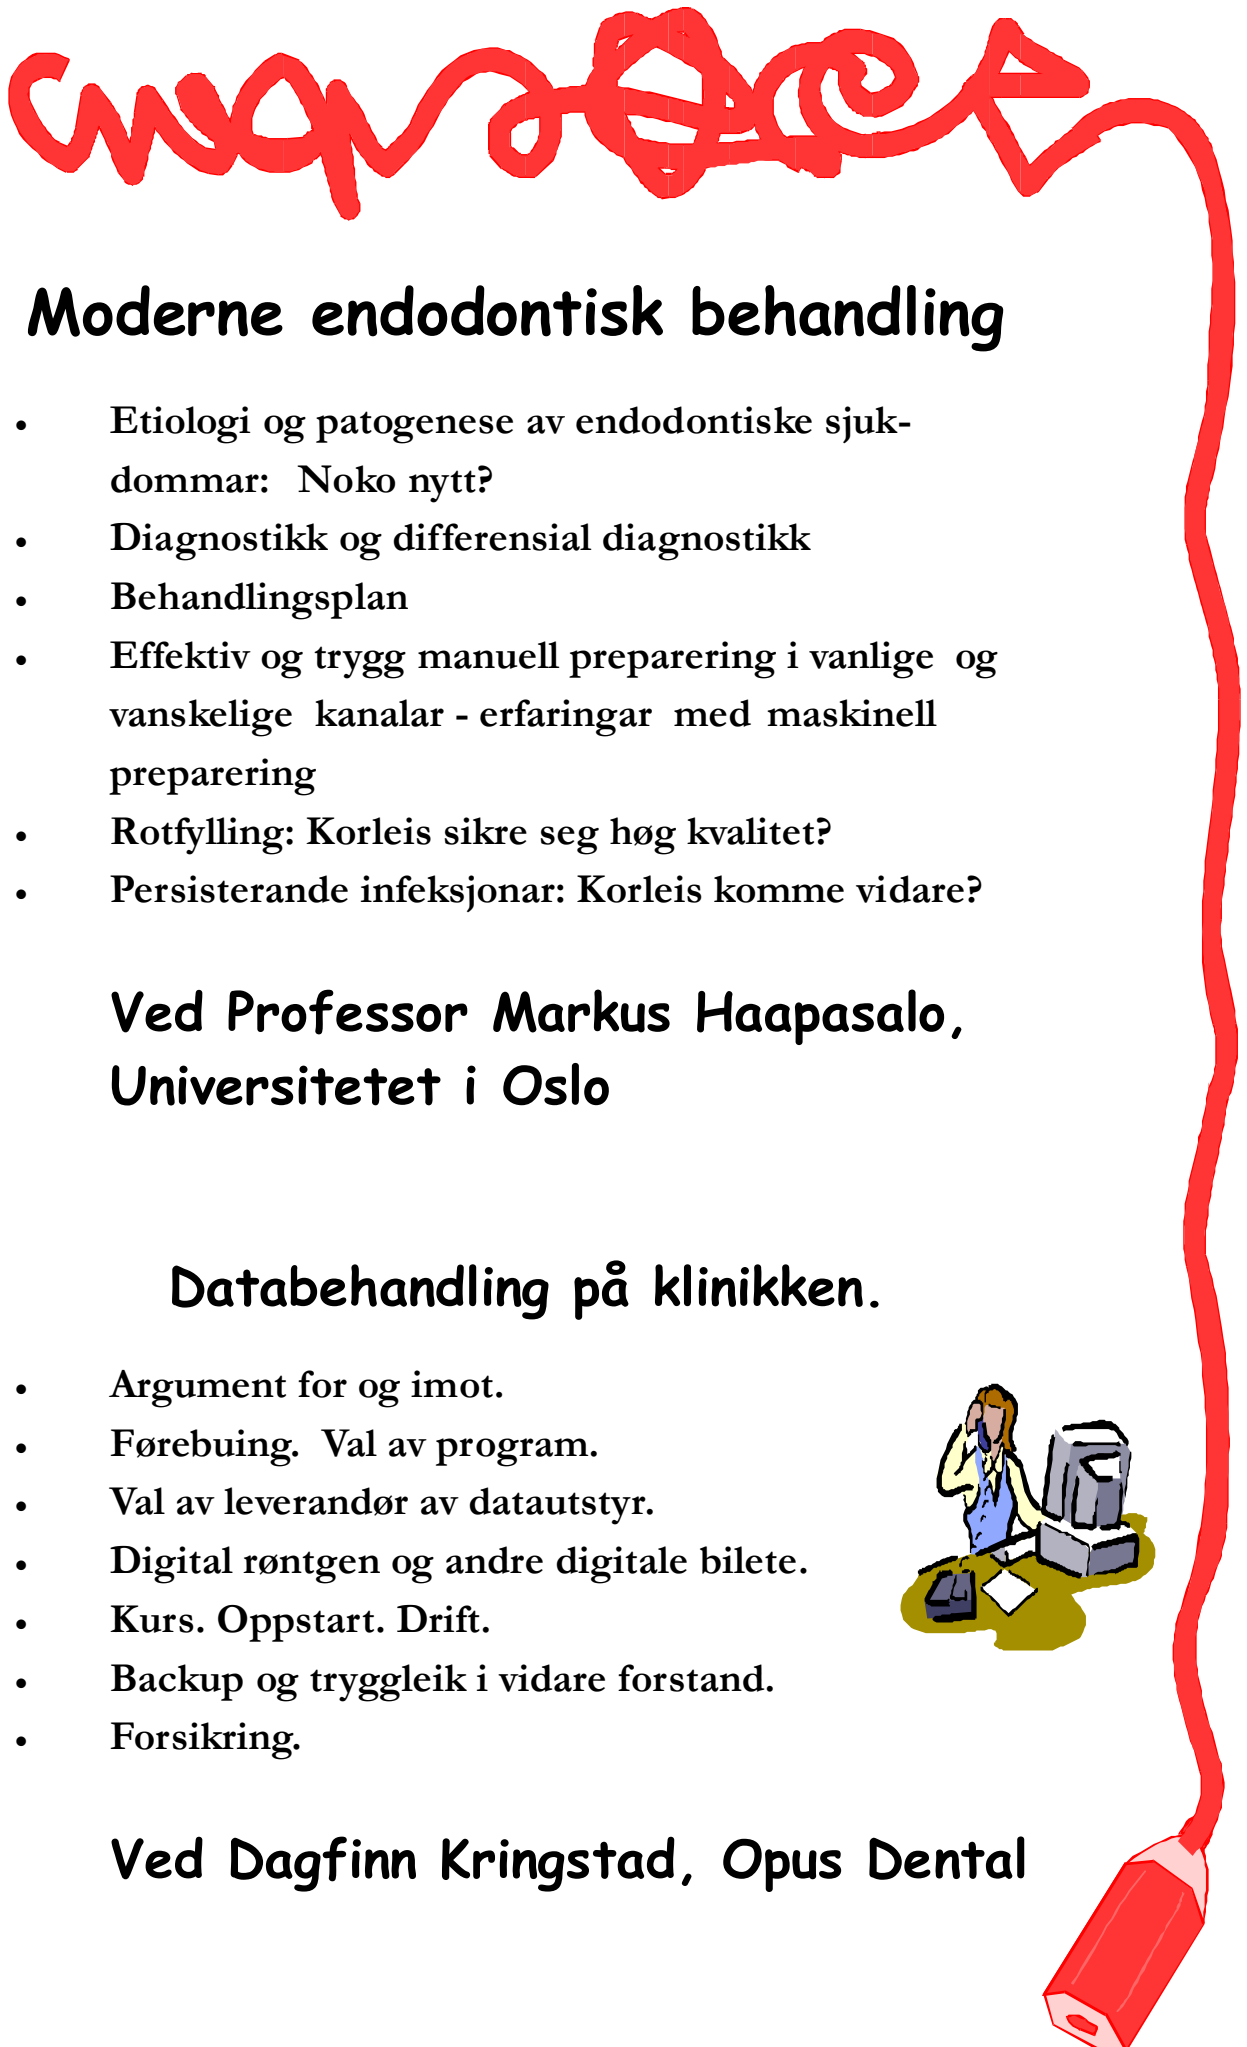 Moderne endodontisk behandling
• Etiologi og patogenese av endodontiske sjuk-
dommar: Noko nytt?
• Diagnostikk og differensial diagnostikk
• Behandlingsplan
• Effektiv og trygg manuell preparering i vanlige og
vanskelige kanalar - erfaringar med maskinell
preparering
• Rotfylling: Korleis sikre seg høg kvalitet?
• Persisterande infeksjonar: Korleis komme vidare?
Ved Professor Markus Haapasalo,
Universitetet i Oslo
Databehandling på klinikken.
• Argument for og imot.
• Førebuing. Val av program.
• Val av leverandør av datautstyr.
• Digital røntgen og andre digitale bilete.
• Kurs. Oppstart. Drift.
• Backup og tryggleik i vidare forstand.
• Forsikring.
Ved Dagfinn Kringstad, Opus Dental